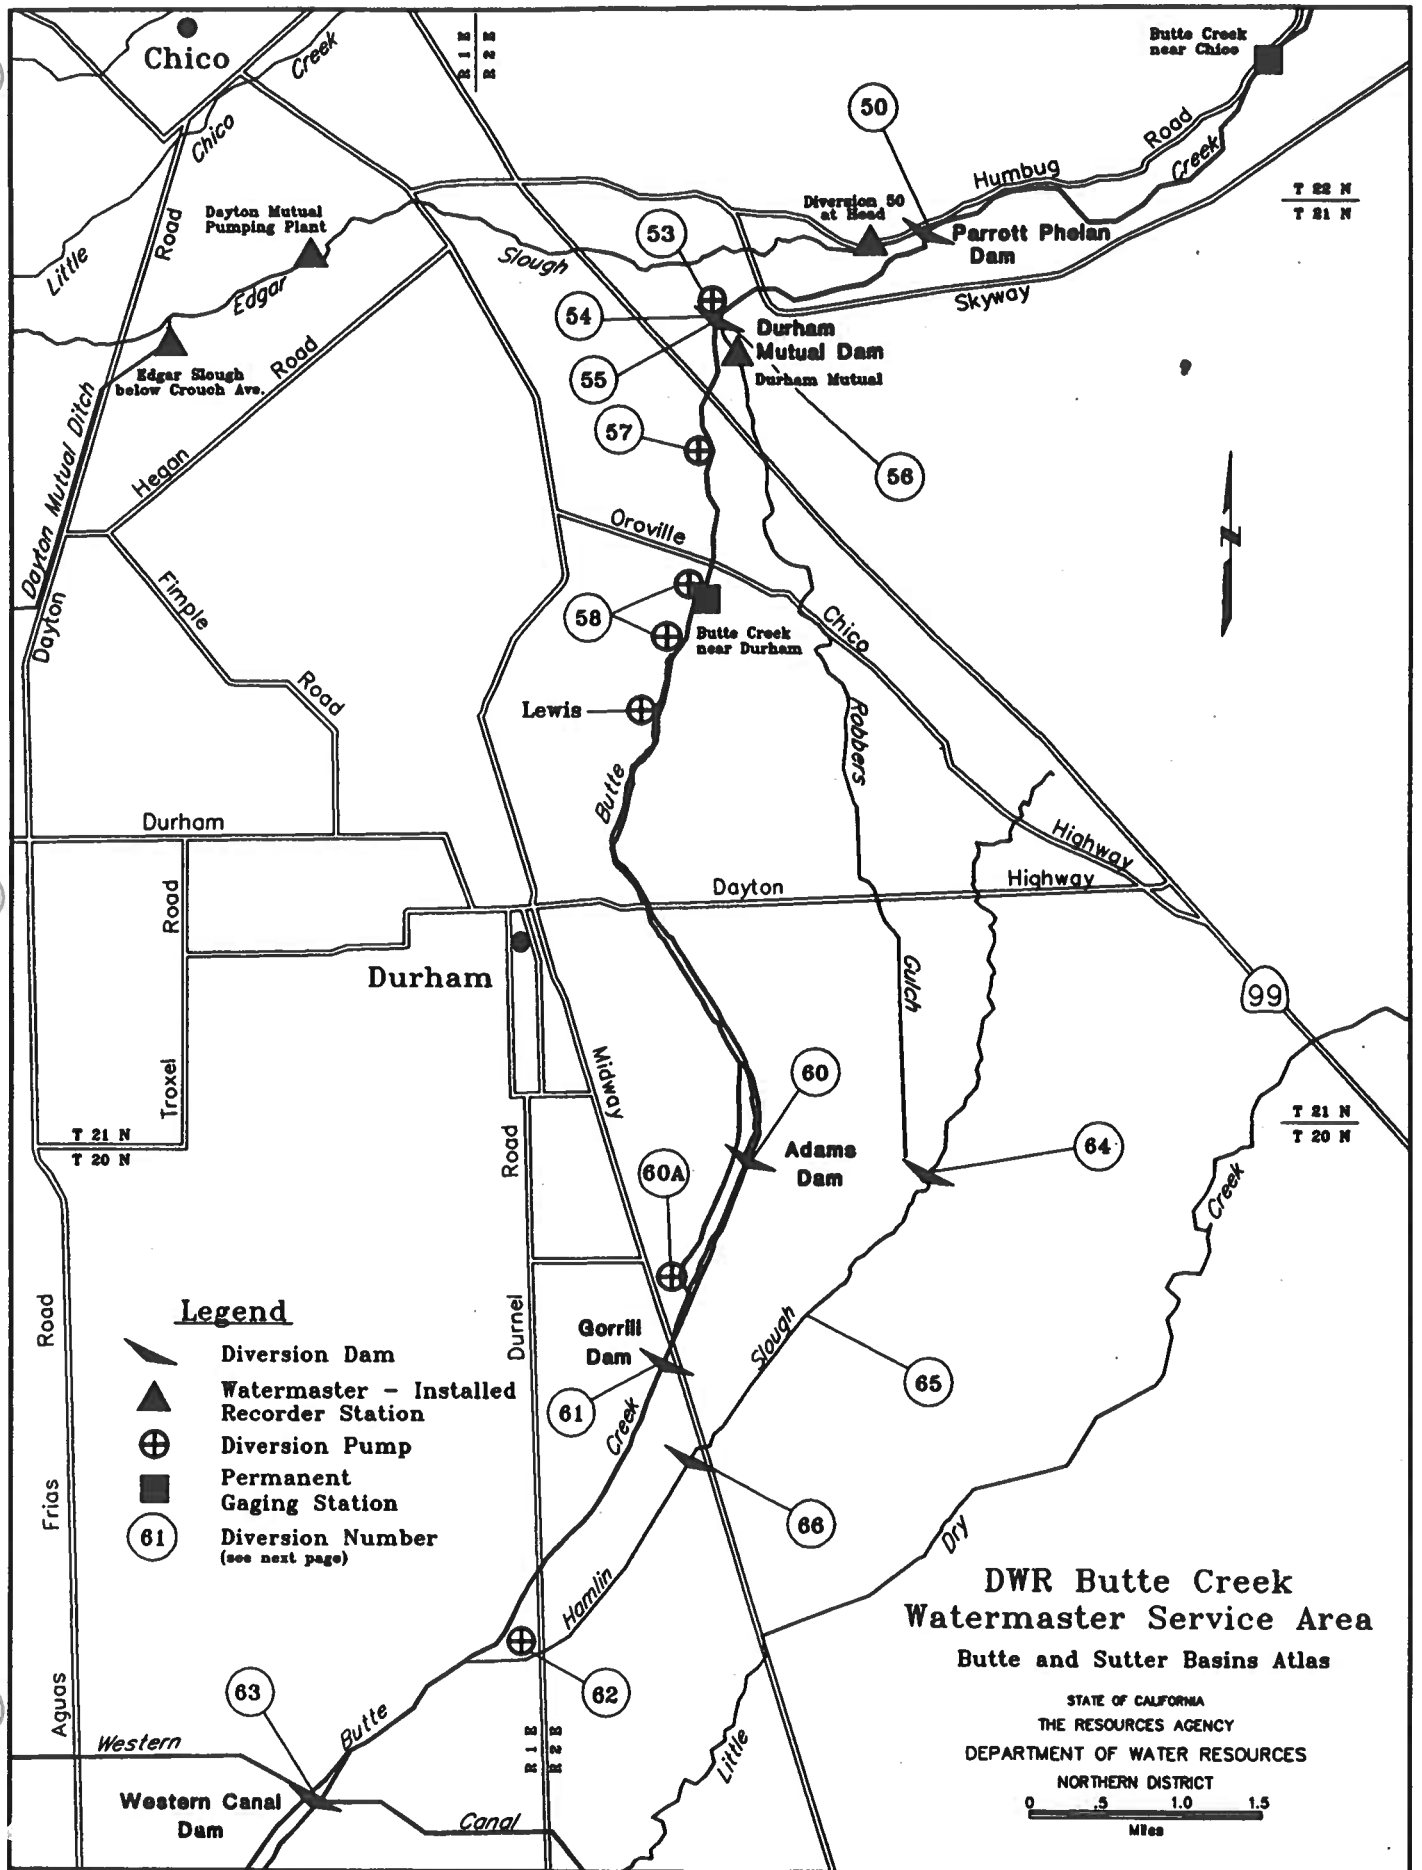 Chico
Creek
Chico
R 1 E
R 2 E
Butte Creek
near Chico
50
Humbug
Road
Creek
T 22 N
T 21 N
Dayton Mutual
Pumping Plant
Road
Little
Edgar
Slough
53
Diversion 50
at Head
Parrott Phelan
Dam
Skyway
54
Durham
Mutual Dam
Durham Mutual
55
Edgar Slough
below Crouch Ave.
Road
Hegan
Dayton Mutual Ditch
Dayton
57
56
N
Oroville
Chico
Fimple
Road
58
Butte Creek
near Durham
Lewis
Robbers
Butte
Durham
Highway
Highway
Dayton
Road
Durham
Gulch
99
Troxel
Midway
60
T 21 N
T 20 N
T 21 N
T 20 N
Road
60A
Adams
Dam
64
Creek
Legend
Diversion Dam
Watermaster - Installed
Recorder Station
Diversion Pump
Permanent
Gaging Station
61
Diversion Number
(see next page)
Road
Frias
Aguas
Durnel
Gorrill
Dam
61
Creek
Slough
65
66
Dry
Hamlin
62
63
Butte
Western
Western Canal
Dam
Canal
R 1 E
R 2 E
Little
DWR Butte Creek
Watermaster Service Area
Butte and Sutter Basins Atlas
STATE OF CALIFORNIA
THE RESOURCES AGENCY
DEPARTMENT OF WATER RESOURCES
NORTHERN DISTRICT
0 .5 1.0 1.5
Miles